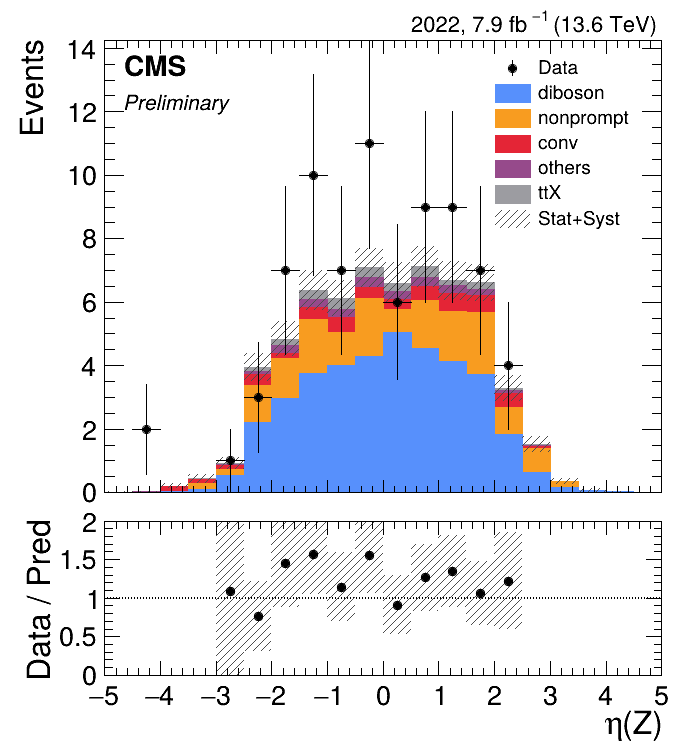 2022, 7.9 fb⁻¹ (13.6 TeV)
CMS
Preliminary
Events
14
12
10
8
6
4
2
0
Data
diboson
nonprompt
conv
others
ttX
Stat+Syst
Data / Pred
2
1.5
1
0.5
0
−5 −4 −3 −2 −1 0 1 2 3 4 5
η(Z)